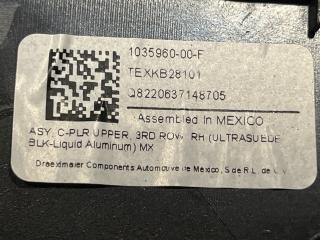 1035960-00-F
TEXKB28101
Q8220637148705
Assembled in MEXICO
ASY, C-PLR UPPER, 3RD ROW, RH (ULTRASUEDE
BLK-Liquid Aluminum) MX
Draexlmaier Components Automotive de Mexico, S de R.L. de C.V.